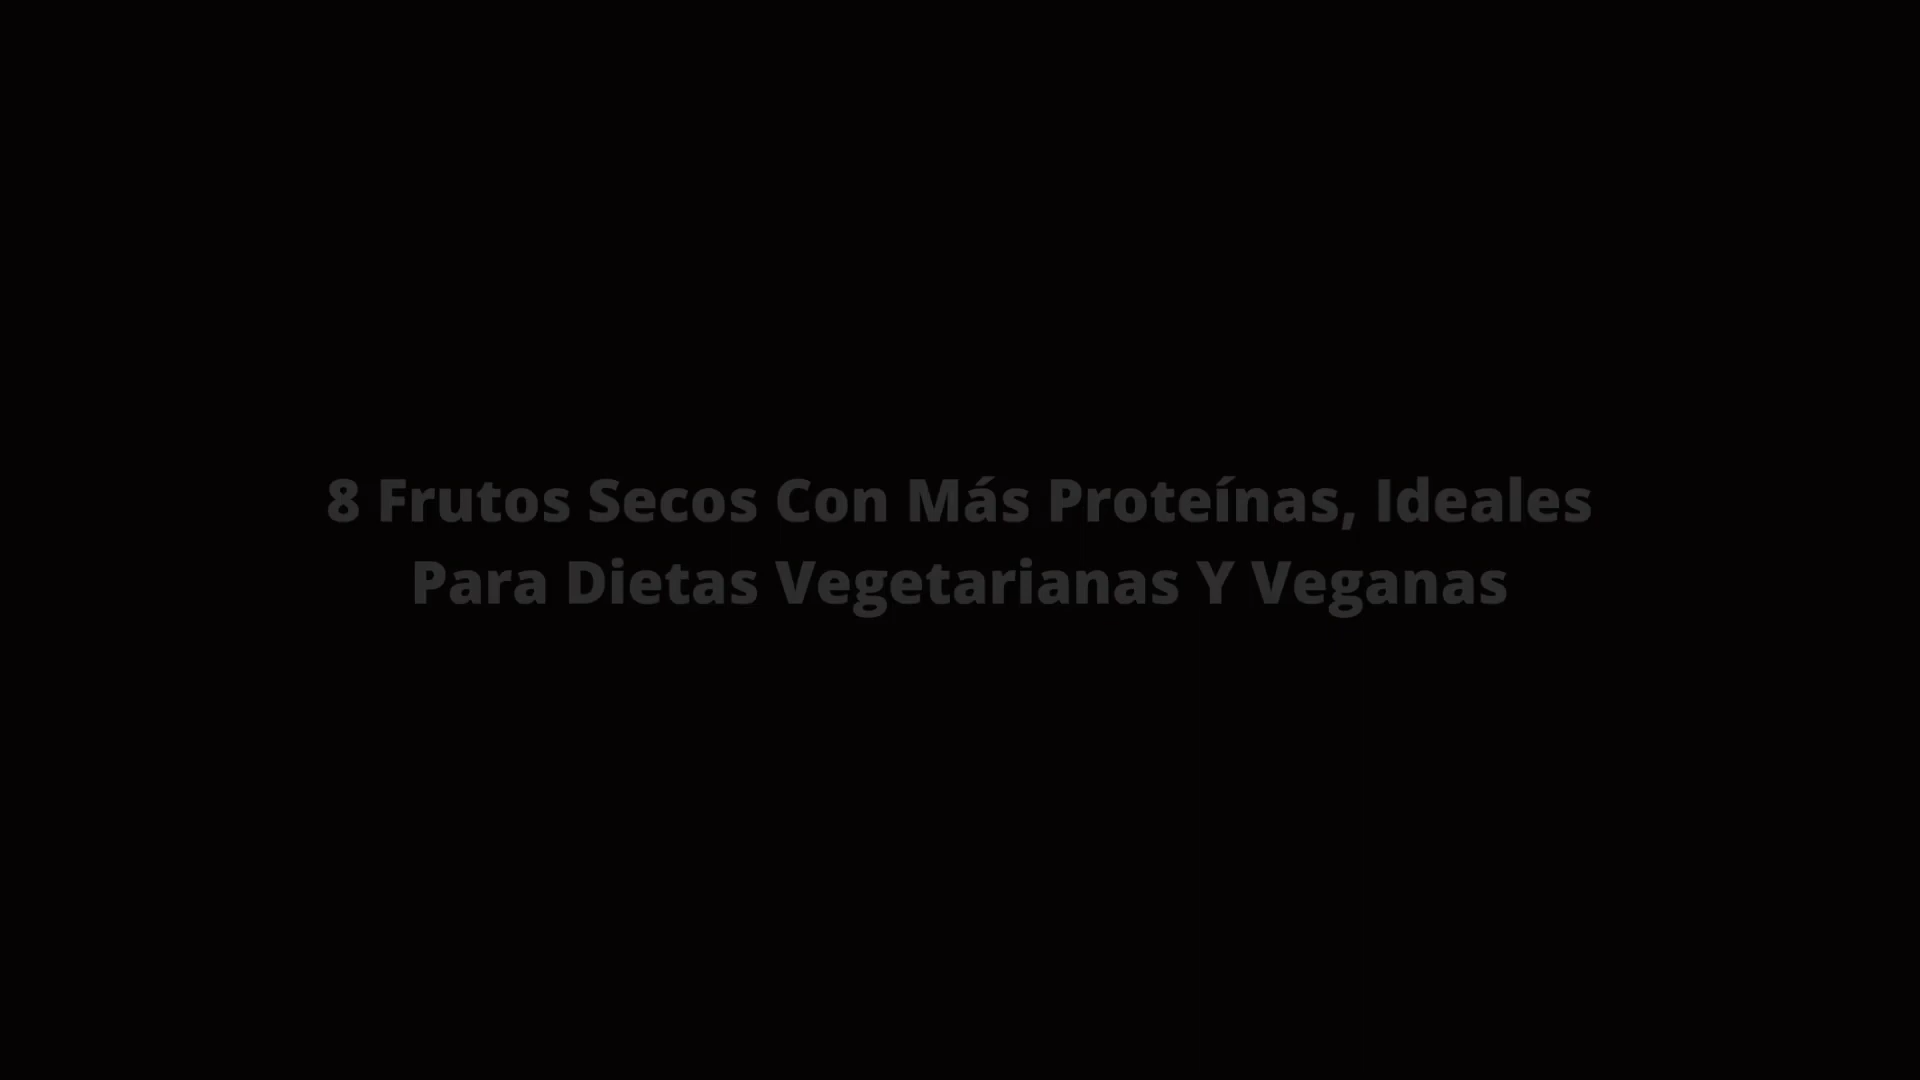 8 Frutos Secos Con Más Proteínas, Ideales
Para Dietas Vegetarianas Y Veganas